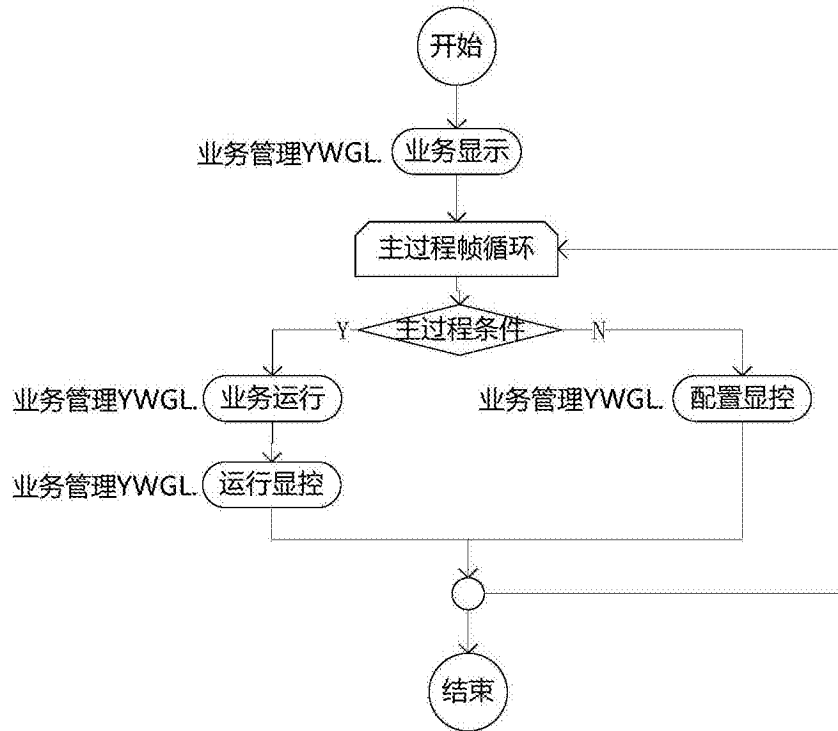 开始
业务管理YWGL. 业务显示
主过程帧循环
Y 主过程条件 N
业务管理YWGL. 业务运行 业务管理YWGL. 配置显控
业务管理YWGL. 运行显控
结束